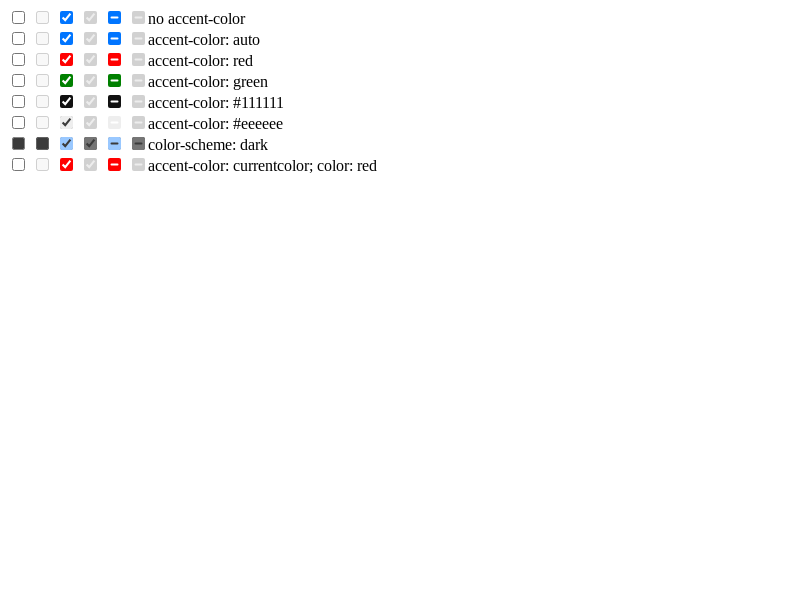 no accent-color
accent-color: auto
accent-color: red
accent-color: green
accent-color: #111111
accent-color: #eeeeee
color-scheme: dark
accent-color: currentcolor; color: red